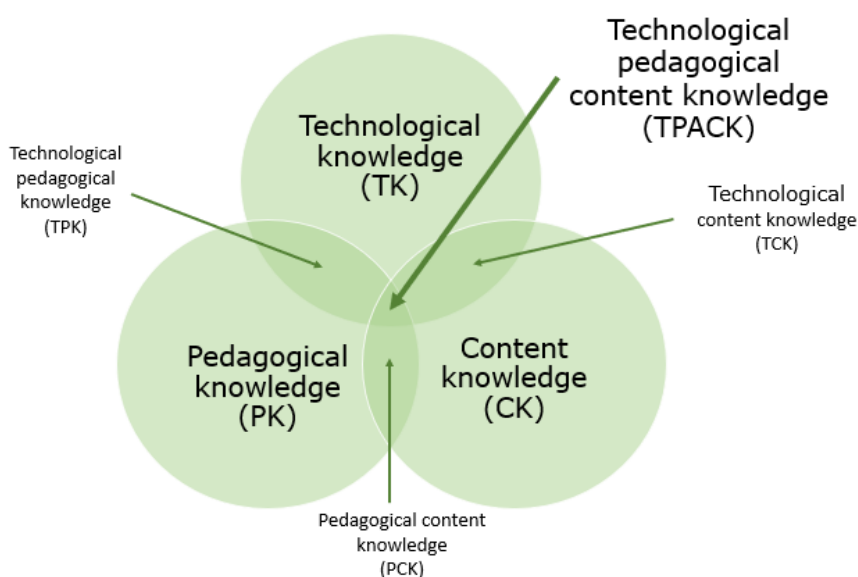 Technological
pedagogical
content knowledge
(TPACK)
Technological
knowledge
(TK)
Technological
pedagogical
knowledge
(TPK)
Technological
content knowledge
(TCK)
Pedagogical
knowledge
(PK)
Content
knowledge
(CK)
Pedagogical content
knowledge
(PCK)